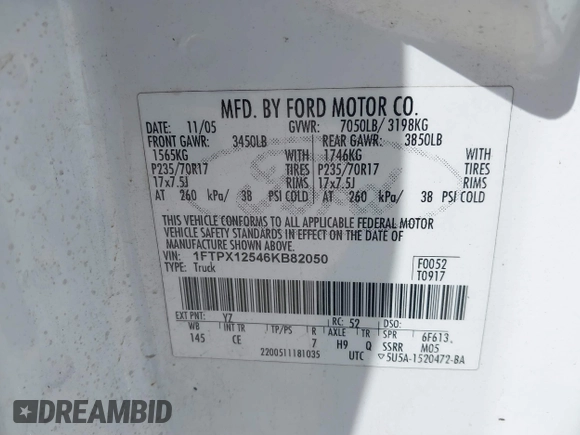 MFD. BY FORD MOTOR CO.
DATE: 11/05 GVWR: 7050LB/ 3198KG
FRONT GAWR: 3450LB REAR GAWR: 3850LB
1565KG WITH 1746KG WITH
P235/70R17 TIRES P235/70R17 TIRES
17x7.5J RIMS 17x7.5J RIMS
AT 260 kPa/ 38 PSI COLD AT 260 kPa/ 38 PSI COLD
THIS VEHICLE CONFORMS TO ALL APPLICABLE FEDERAL MOTOR
VEHICLE SAFETY STANDARDS IN EFFECT ON THE DATE OF
MANUFACTURE SHOWN ABOVE.
VIN: 1FTPX12546KB82050 F0052
TYPE: Truck T0917
EXT PNT: Y7 RC: 52 DSO:
WB INT TR TP/PS R AXLE TR SPR 6F613
145 CE 7 H9 Q SSRR M05
2200511181035 UTC 5U5A-1520472-BA
AUTOBIDMASTER DREAMBID